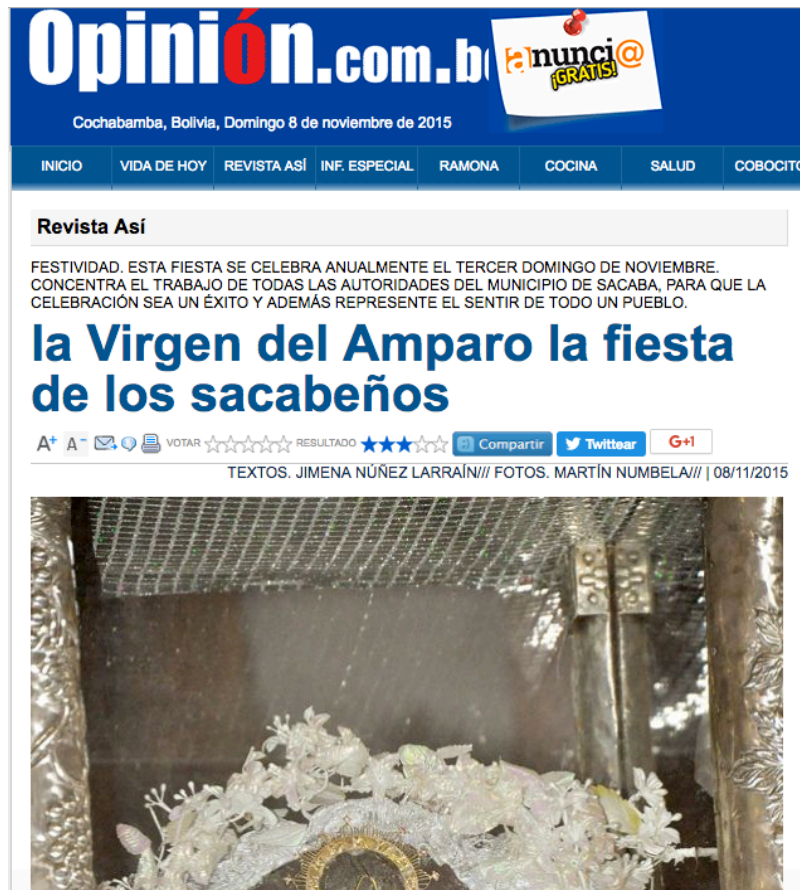 Opinión.com.bo
anunci@
¡GRATIS!
Cochabamba, Bolivia, Domingo 8 de noviembre de 2015
INICIO VIDA DE HOY REVISTA ASÍ INF. ESPECIAL RAMONA COCINA SALUD COBOCITO
Revista Así
FESTIVIDAD. ESTA FIESTA SE CELEBRA ANUALMENTE EL TERCER DOMINGO DE NOVIEMBRE.
CONCENTRA EL TRABAJO DE TODAS LAS AUTORIDADES DEL MUNICIPIO DE SACABA, PARA QUE LA
CELEBRACIÓN SEA UN ÉXITO Y ADEMÁS REPRESENTE EL SENTIR DE TODO UN PUEBLO.
la Virgen del Amparo la fiesta
de los sacabeños
A+ A- VOTAR RESULTADO Compartir Twittear G+1
TEXTOS. JIMENA NÚÑEZ LARRAÍN/// FOTOS. MARTÍN NUMBELA/// | 08/11/2015